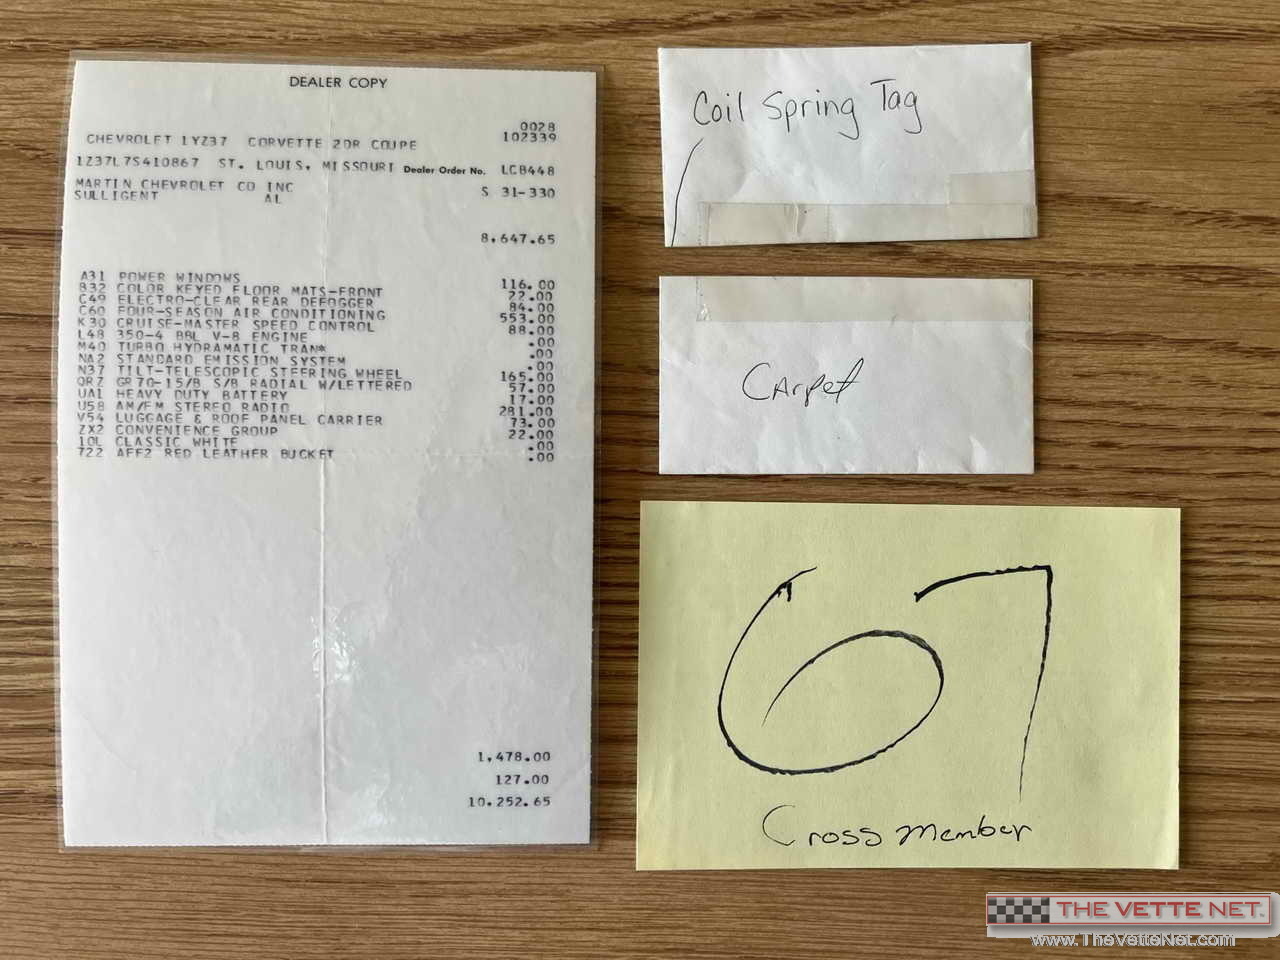 DEALER COPY
0028
CHEVROLET 1YZ37 CORVETTE 2DR COUPE 102339
1Z37L7S410867 ST. LOUIS, MISSOURI Dealer Order No. LCB448
MARTIN CHEVROLET CO INC S 31-330
SULLIGENT AL
8,647.65
A31 POWER WINDOWS 116.00
B32 COLOR KEYED FLOOR MATS-FRONT 22.00
C49 ELECTRO-CLEAR REAR DEFOGGER 84.00
C60 FOUR-SEASON AIR CONDITIONING 553.00
K30 CRUISE-MASTER SPEED CONTROL 88.00
L48 350-4 BBL V-8 ENGINE .00
M40 TURBO HYDRAMATIC TRAN* .00
NA2 STANDARD EMISSION SYSTEM .00
N37 TILT-TELESCOPIC STEERING WHEEL 165.00
QRZ GR70-15/B S/B RADIAL W/LETTERED 57.00
UA1 HEAVY DUTY BATTERY 17.00
U58 AM/FM STEREO RADIO 281.00
V54 LUGGAGE & ROOF PANEL CARRIER 73.00
ZX2 CONVENIENCE GROUP 22.00
10L CLASSIC WHITE .00
722 AFF2 RED LEATHER BUCKET .00
1,478.00
127.00
10,252.65
Coil Spring Tag
Carpet
67
Cross member
THE VETTE NET.
www.TheVetteNet.com